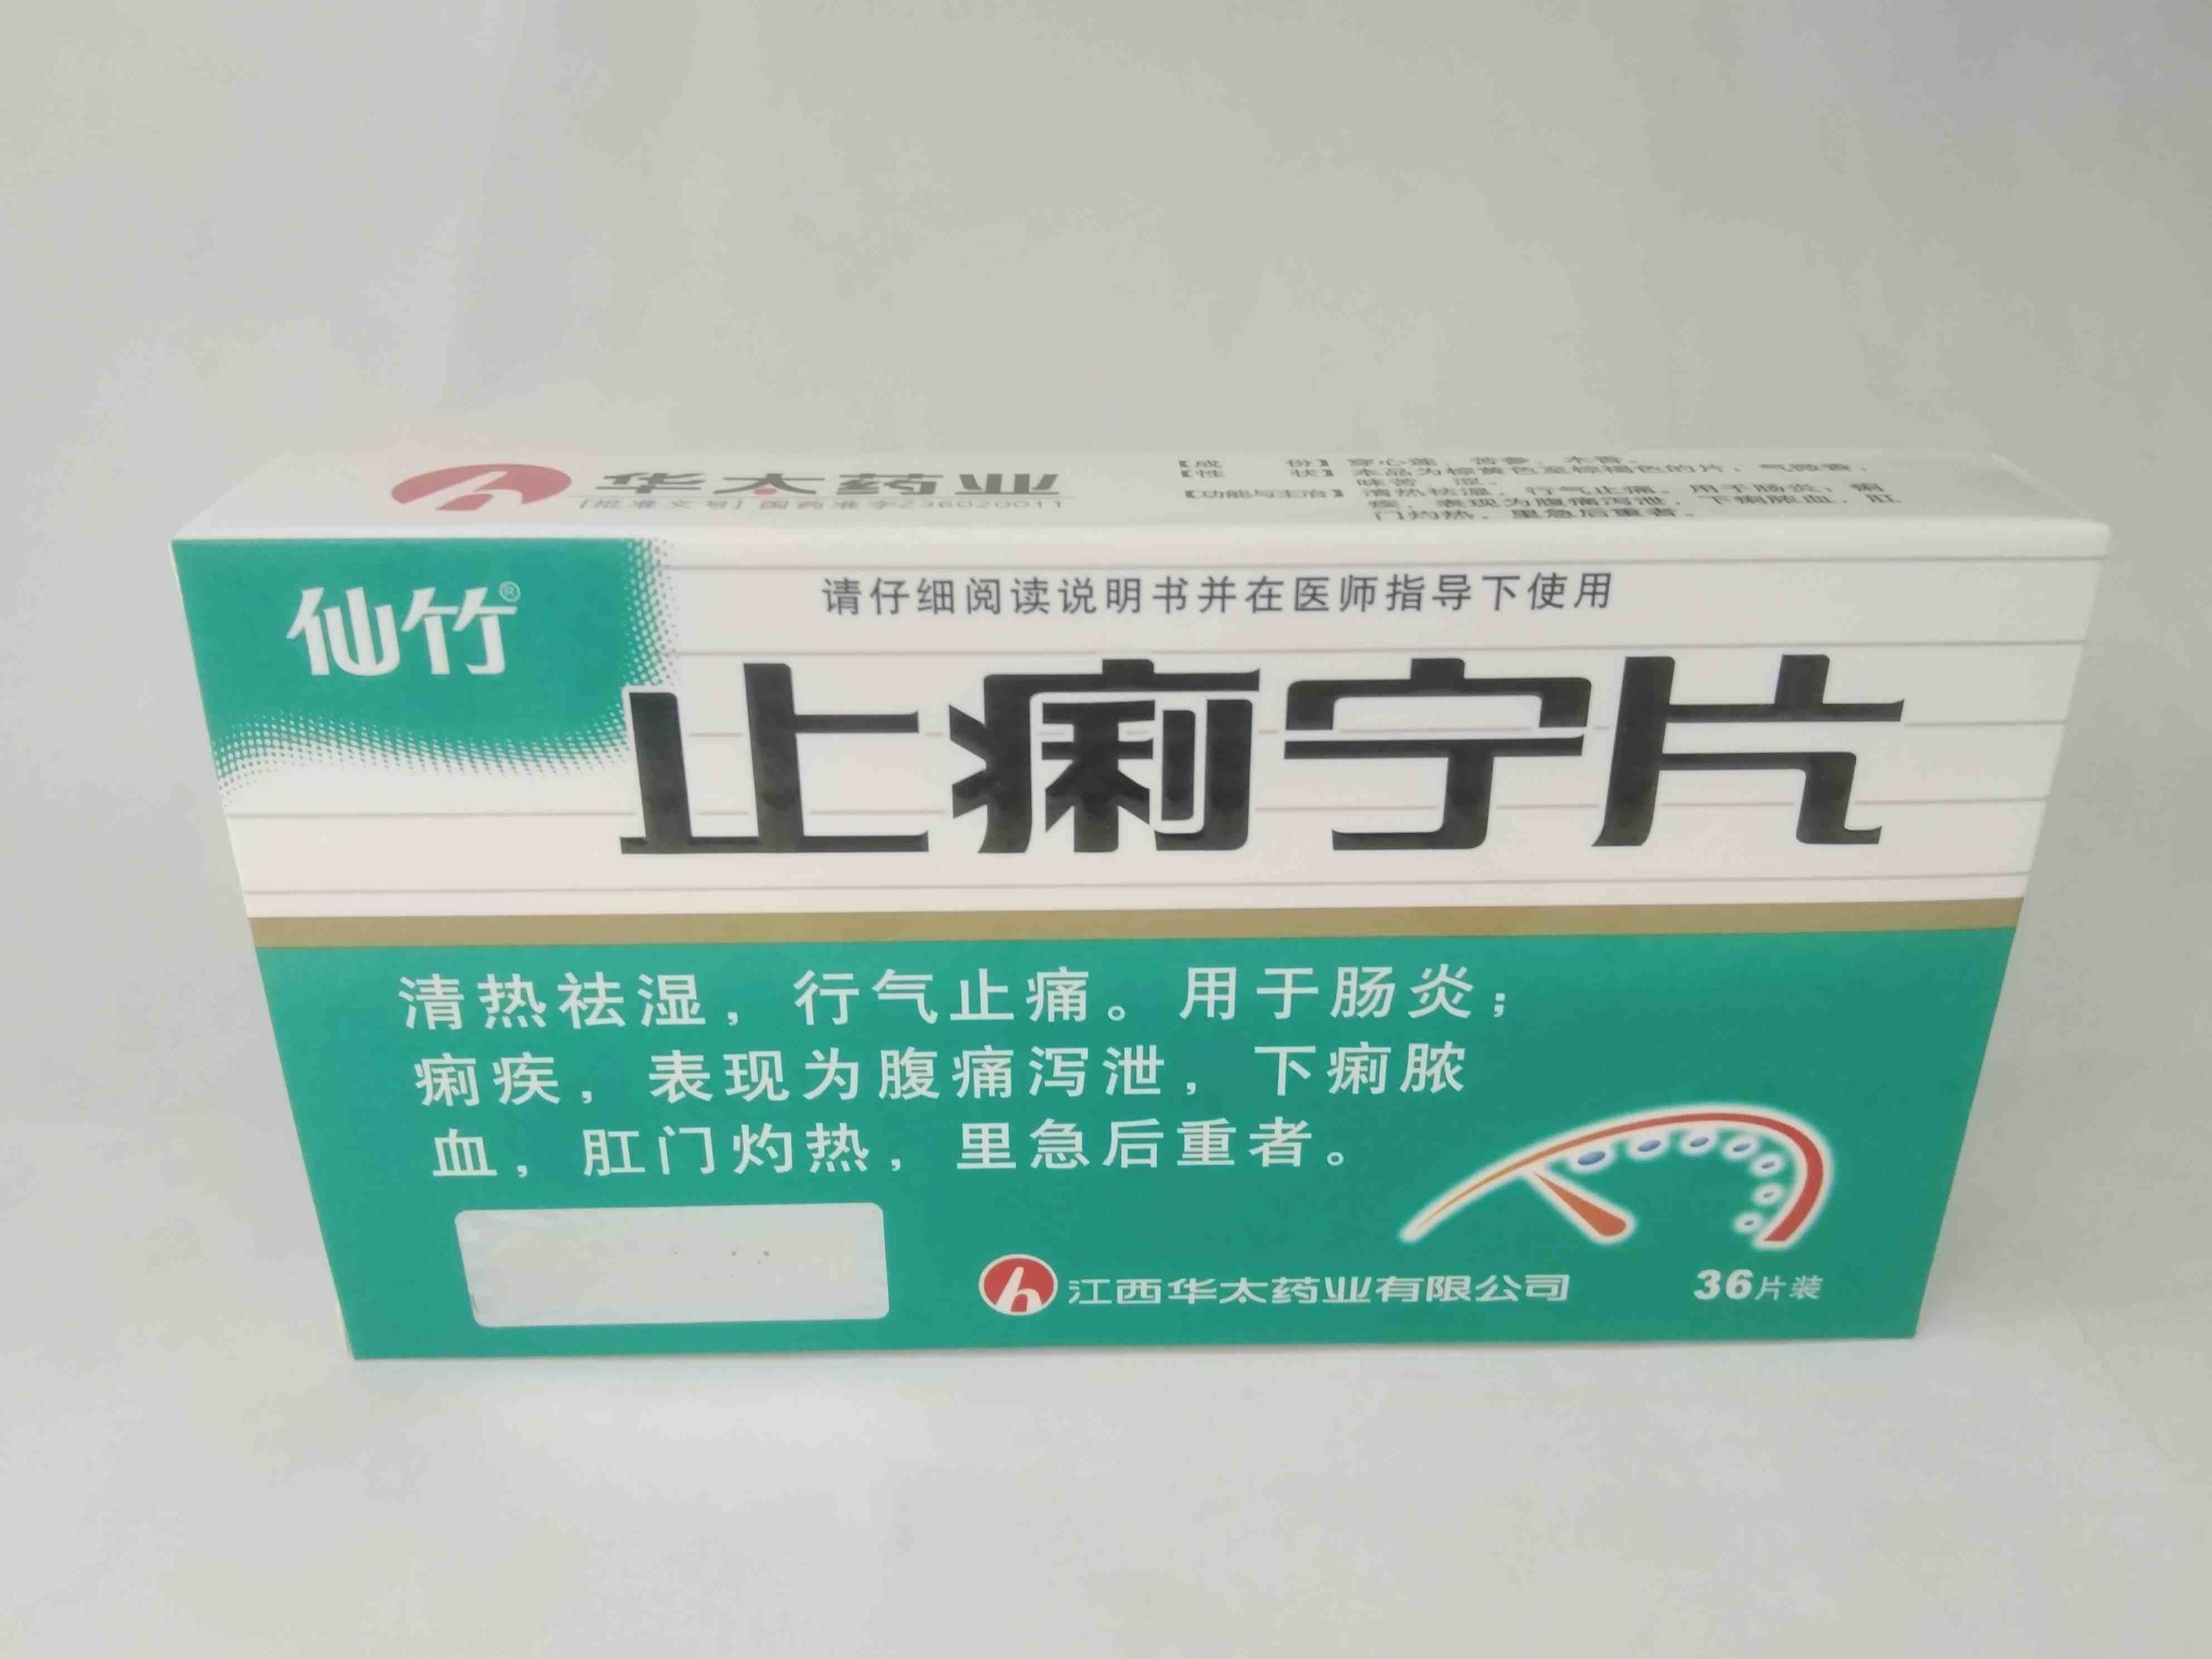 华太药业
[批准文号] 国药准字Z36020011
【成 份】 穿心莲、苦参、木香。
【性 状】 本品为棕黄色至棕褐色的片，气微香，
味苦、涩。
【功能与主治】 清热祛湿，行气止痛。用于肠炎，痢
疾，表现为腹痛泻泄，下痢脓血，肛
门灼热，里急后重者。
仙竹®
请仔细阅读说明书并在医师指导下使用
止痢宁片
清热祛湿，行气止痛。用于肠炎；
痢疾，表现为腹痛泻泄，下痢脓
血，肛门灼热，里急后重者。
江西华太药业有限公司
36片装